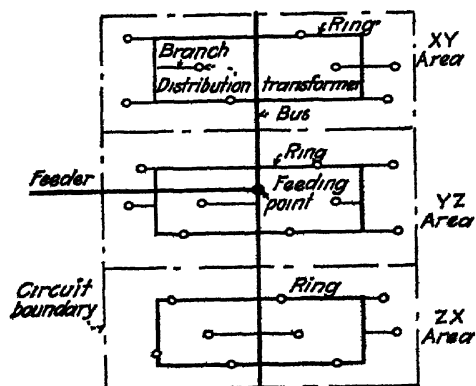 Ring
XY
Area
Branch
Distribution transformer
Bus
Ring
Feeder
Feeding
point
YZ
Area
Circuit
boundary
Ring
ZX
Area